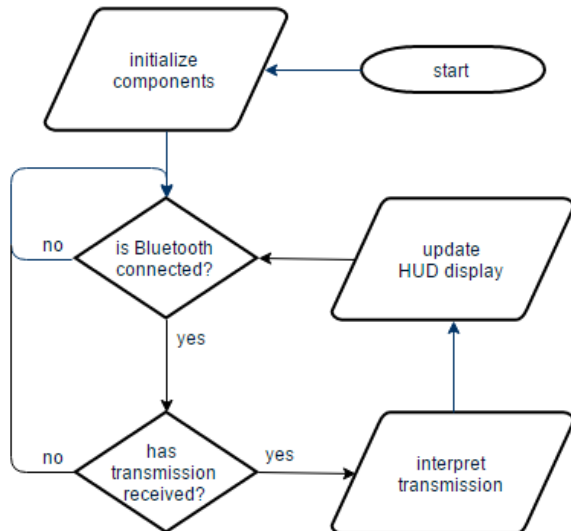 initialize
components
start
no
is Bluetooth
connected?
update
HUD display
yes
no
has
transmission
received?
yes
interpret
transmission